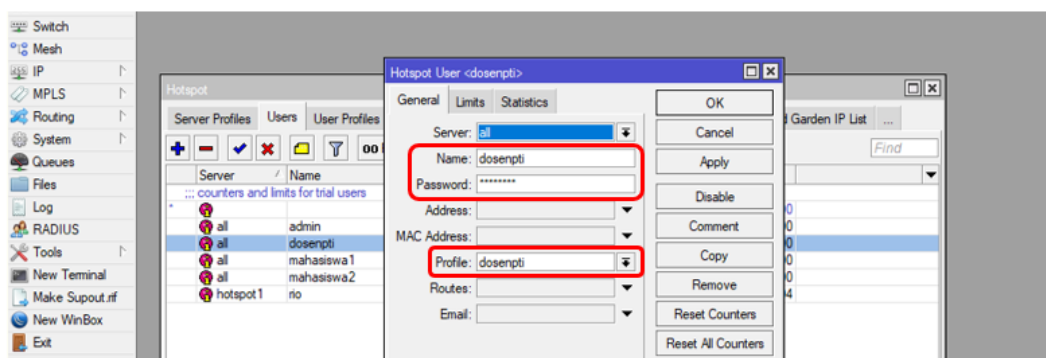 Switch
Mesh
IP
MPLS
Routing
System
Queues
Files
Log
RADIUS
Tools
New Terminal
Make Supout.rif
New WinBox
Exit
Hotspot
Server Profiles Users User Profiles
Garden IP List ...
Find
Server / Name
;;; counters and limits for trial users
all admin
all dosenpti
all mahasiswa1
all mahasiswa2
hotspot1 rio
Hotspot User <dosenpti>
General Limits Statistics
Server: all
Name: dosenpti
Password: ********
Address:
MAC Address:
Profile: dosenpti
Routes:
Email:
OK
Cancel
Apply
Disable
Comment
Copy
Remove
Reset Counters
Reset All Counters